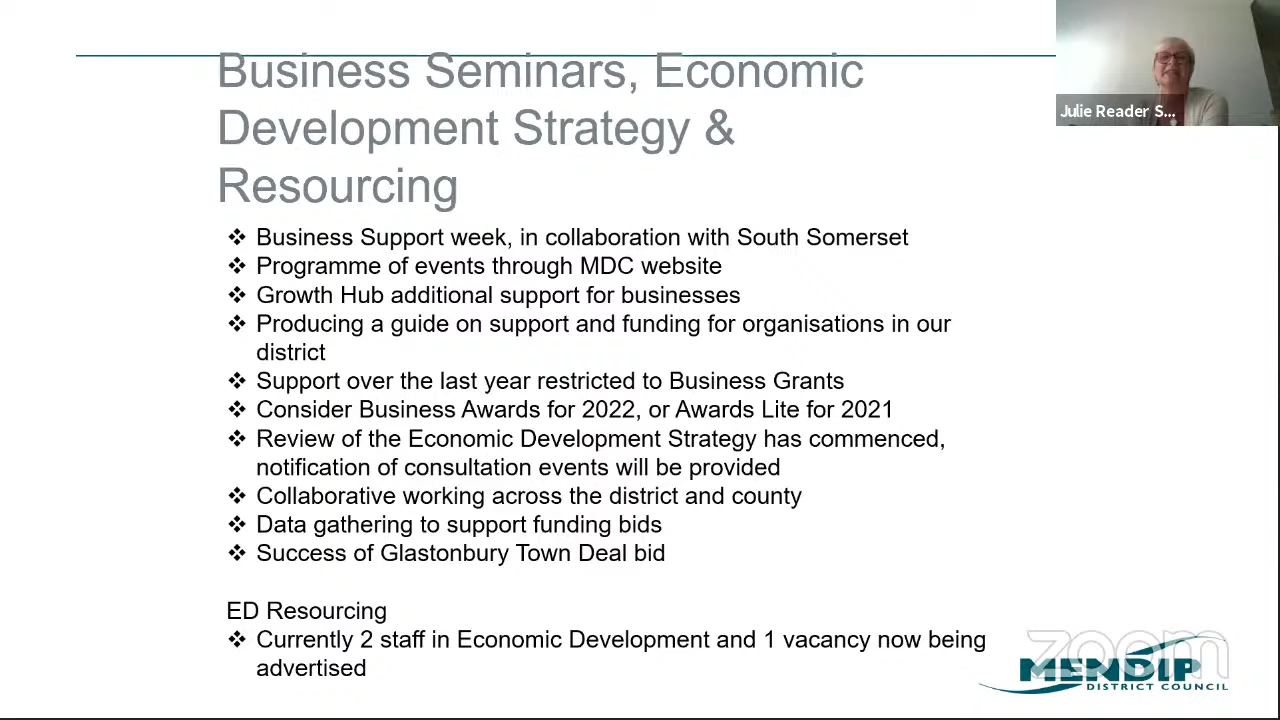 Business Seminars, Economic
Development Strategy &
Resourcing
Julie Reader S...
❖ Business Support week, in collaboration with South Somerset
❖ Programme of events through MDC website
❖ Growth Hub additional support for businesses
❖ Producing a guide on support and funding for organisations in our
district
❖ Support over the last year restricted to Business Grants
❖ Consider Business Awards for 2022, or Awards Lite for 2021
❖ Review of the Economic Development Strategy has commenced,
notification of consultation events will be provided
❖ Collaborative working across the district and county
❖ Data gathering to support funding bids
❖ Success of Glastonbury Town Deal bid
ED Resourcing
❖ Currently 2 staff in Economic Development and 1 vacancy now being
advertised
zoom
MENDIP
DISTRICT COUNCIL